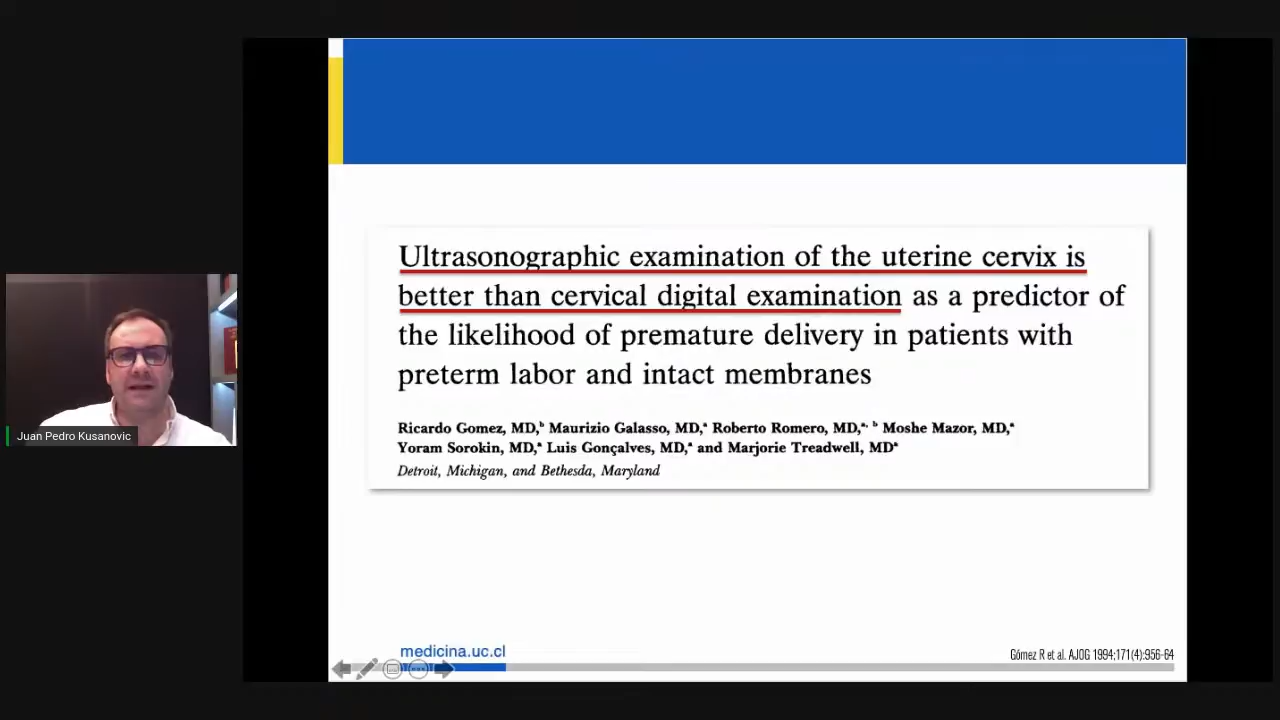 Ultrasonographic examination of the uterine cervix is
better than cervical digital examination as a predictor of
the likelihood of premature delivery in patients with
preterm labor and intact membranes
Ricardo Gomez, MD,ᵇ Maurizio Galasso, MD,ᵃ Roberto Romero, MD,ᵃ, ᵇ Moshe Mazor, MD,ᵃ
Yoram Sorokin, MD,ᵃ Luis Gonçalves, MD,ᵃ and Marjorie Treadwell, MDᵃ
Detroit, Michigan, and Bethesda, Maryland
Juan Pedro Kusanovic
medicina.uc.cl
Gómez R et al. AJOG 1994;171(4):956-64